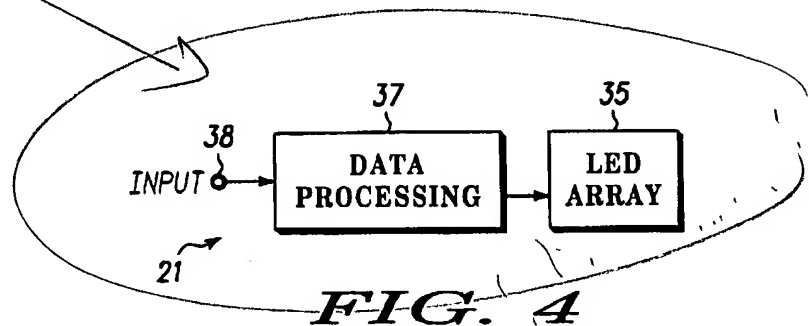 37
35
38
INPUT
DATA
PROCESSING
LED
ARRAY
21
FIG. 4